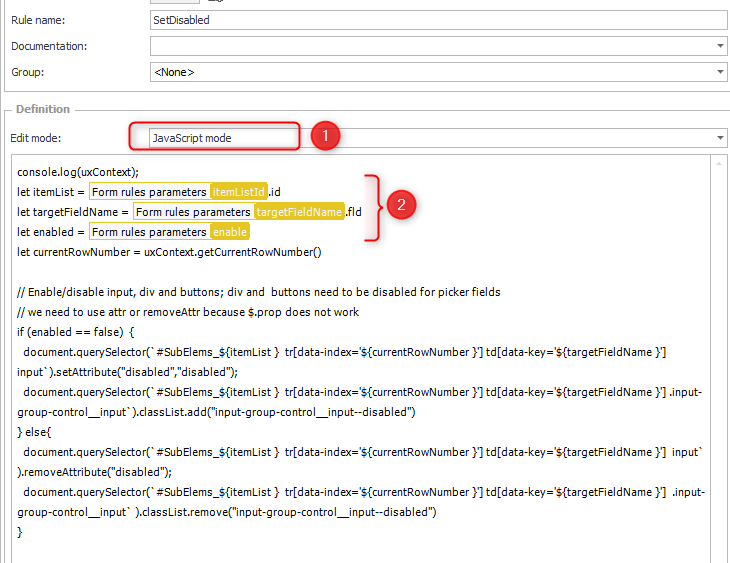 Rule name: SetDisabled
Documentation:
Group: <None>
Definition
Edit mode: JavaScript mode 1
console.log(uxContext);
let itemList = Form rules parameters itemListId .id
let targetFieldName = Form rules parameters targetFieldName .fld 2
let enabled = Form rules parameters enable
let currentRowNumber = uxContext.getCurrentRowNumber()
// Enable/disable input, div and buttons; div and  buttons need to be disabled for picker fields
// we need to use attr or removeAttr because $.prop does not work
if (enabled == false)  {
  document.querySelector(`#SubElems_${itemList }  tr[data-index='${currentRowNumber }'] td[data-key='${targetFieldName }']
input`).setAttribute("disabled","disabled");
  document.querySelector(`#SubElems_${itemList }  tr[data-index='${currentRowNumber }'] td[data-key='${targetFieldName }'] .input-
group-control__input`).classList.add("input-group-control__input--disabled")
} else{
  document.querySelector(`#SubElems_${itemList }  tr[data-index='${currentRowNumber }'] td[data-key='${targetFieldName }']  input`
).removeAttribute("disabled");
  document.querySelector(`#SubElems_${itemList }  tr[data-index='${currentRowNumber }'] td[data-key='${targetFieldName }']  .input-
group-control__input` ).classList.remove("input-group-control__input--disabled")
}